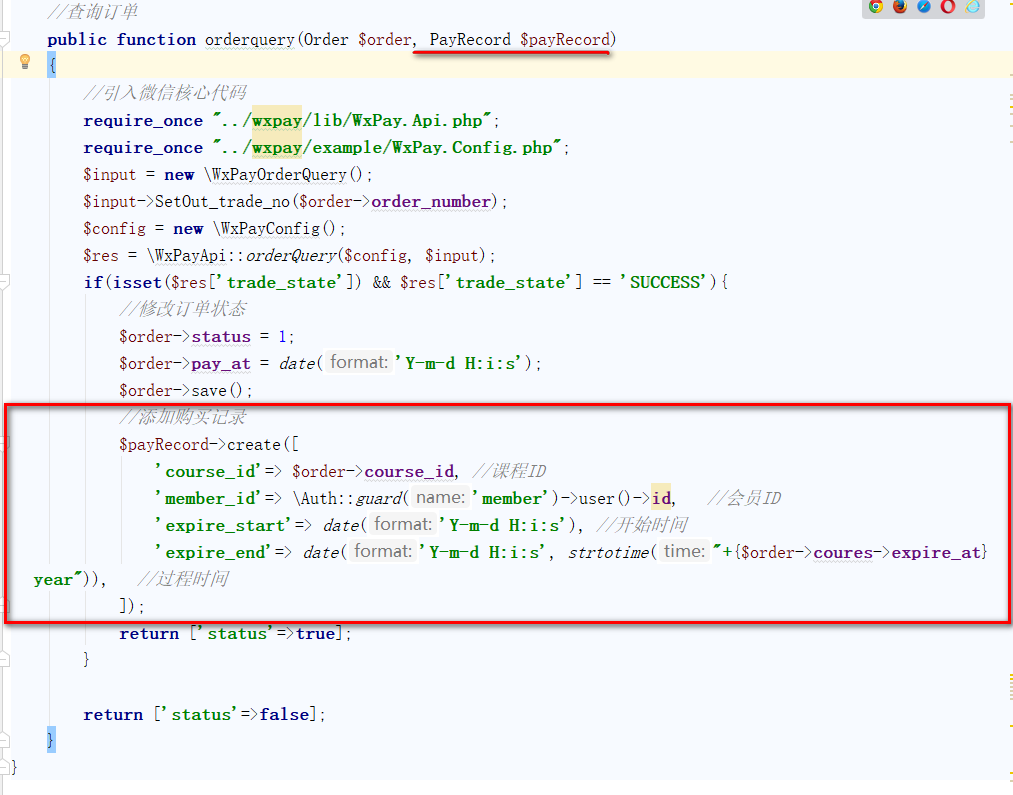 //查询订单
public function orderquery(Order $order, PayRecord $payRecord)
{
//引入微信核心代码
require_once "../wxpay/lib/WxPay.Api.php";
require_once "../wxpay/example/WxPay.Config.php";
$input = new \WxPayOrderQuery();
$input->SetOut_trade_no($order->order_number);
$config = new \WxPayConfig();
$res = \WxPayApi::orderQuery($config, $input);
if(isset($res['trade_state']) && $res['trade_state'] == 'SUCCESS'){
//修改订单状态
$order->status = 1;
$order->pay_at = date( format: 'Y-m-d H:i:s');
$order->save();
//添加购买记录
$payRecord->create([
'course_id'=> $order->course_id, //课程ID
'member_id'=> \Auth::guard( name: 'member')->user()->id, //会员ID
'expire_start'=> date( format: 'Y-m-d H:i:s'), //开始时间
'expire_end'=> date( format: 'Y-m-d H:i:s', strtotime( time: "+{$order->coures->expire_at}
year")), //过程时间
]);
return ['status'=>true];
}
return ['status'=>false];
}
}